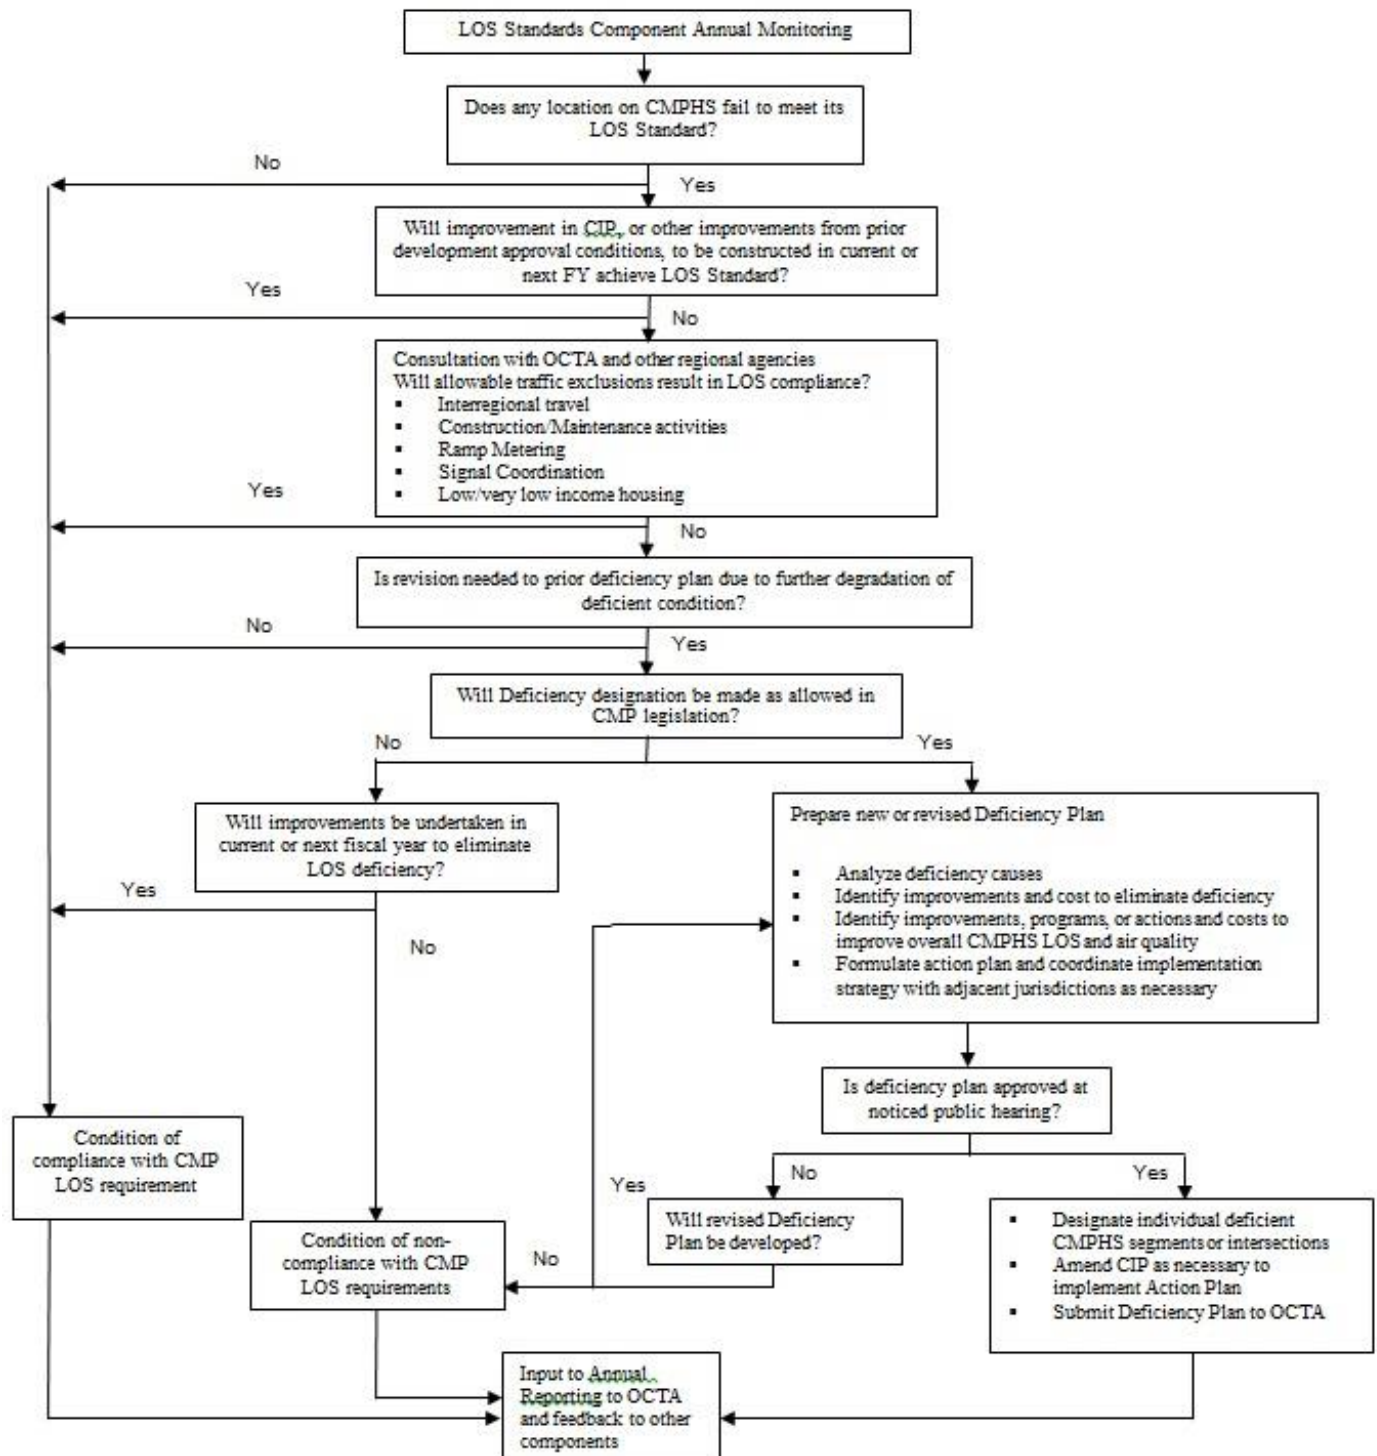 LOS Standards Component Annual Monitoring
Does any location on CMPHS fail to meet its
LOS Standard?
No
Yes
Will improvement in CIP, or other improvements from prior
development approval conditions, to be constructed in current or
next FY achieve LOS Standard?
Yes
No
Consultation with OCTA and other regional agencies
Will allowable traffic exclusions result in LOS compliance?
▪ Interregional travel
▪ Construction/Maintenance activities
▪ Ramp Metering
▪ Signal Coordination
▪ Low/very low income housing
Yes
No
Is revision needed to prior deficiency plan due to further degradation of
deficient condition?
No
Yes
Will Deficiency designation be made as allowed in
CMP legislation?
No
Yes
Will improvements be undertaken in
current or next fiscal year to eliminate
LOS deficiency?
Yes
No
Prepare new or revised Deficiency Plan
▪ Analyze deficiency causes
▪ Identify improvements and cost to eliminate deficiency
▪ Identify improvements, programs, or actions and costs to
improve overall CMPHS LOS and air quality
▪ Formulate action plan and coordinate implementation
strategy with adjacent jurisdictions as necessary
Is deficiency plan approved at
noticed public hearing?
No
Yes
Condition of
compliance with CMP
LOS requirement
Yes
Will revised Deficiency
Plan be developed?
No
Condition of non-
compliance with CMP
LOS requirements
▪ Designate individual deficient
CMPHS segments or intersections
▪ Amend CIP as necessary to
implement Action Plan
▪ Submit Deficiency Plan to OCTA
Input to Annual
Reporting to OCTA
and feedback to other
components